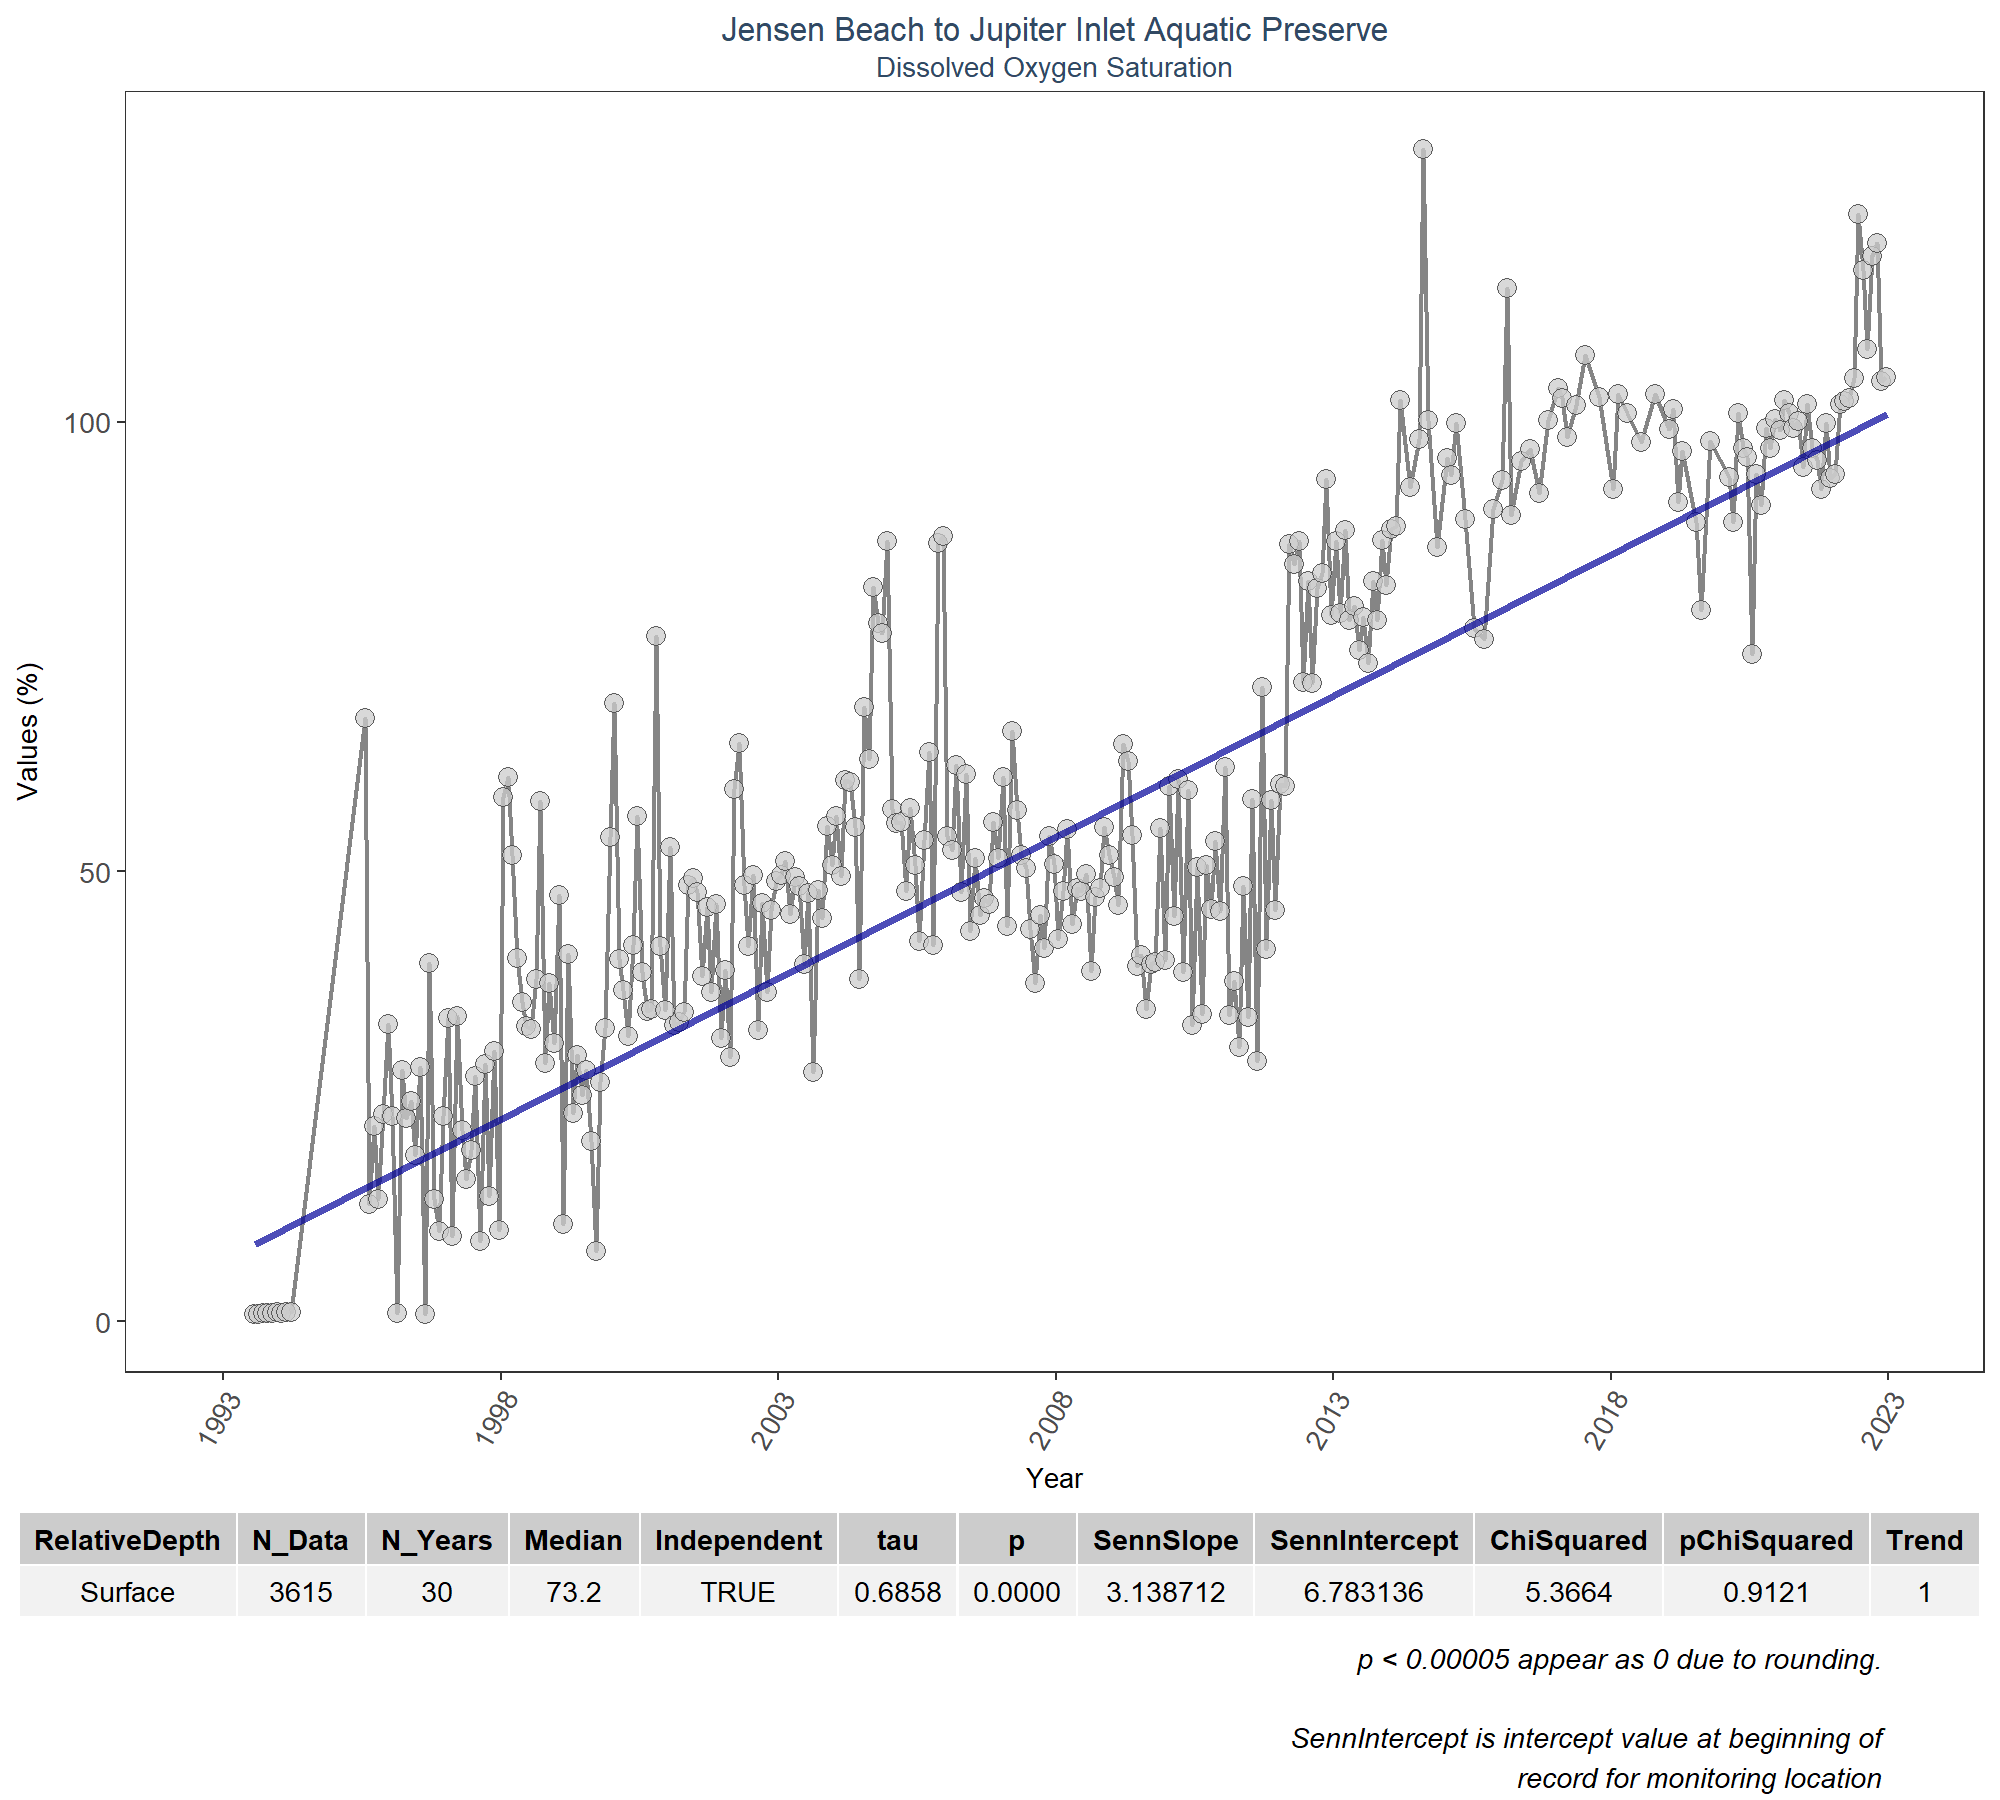 Jensen Beach to Jupiter Inlet Aquatic Preserve
Dissolved Oxygen Saturation
Values (%)
100
50
0
1993 1998 2003 2008 2013 2018 2023
Year
RelativeDepth N_Data N_Years Median Independent tau p SennSlope SennIntercept ChiSquared pChiSquared Trend
Surface 3615 30 73.2 TRUE 0.6858 0.0000 3.138712 6.783136 5.3664 0.9121 1
p < 0.00005 appear as 0 due to rounding.
SennIntercept is intercept value at beginning of
record for monitoring location